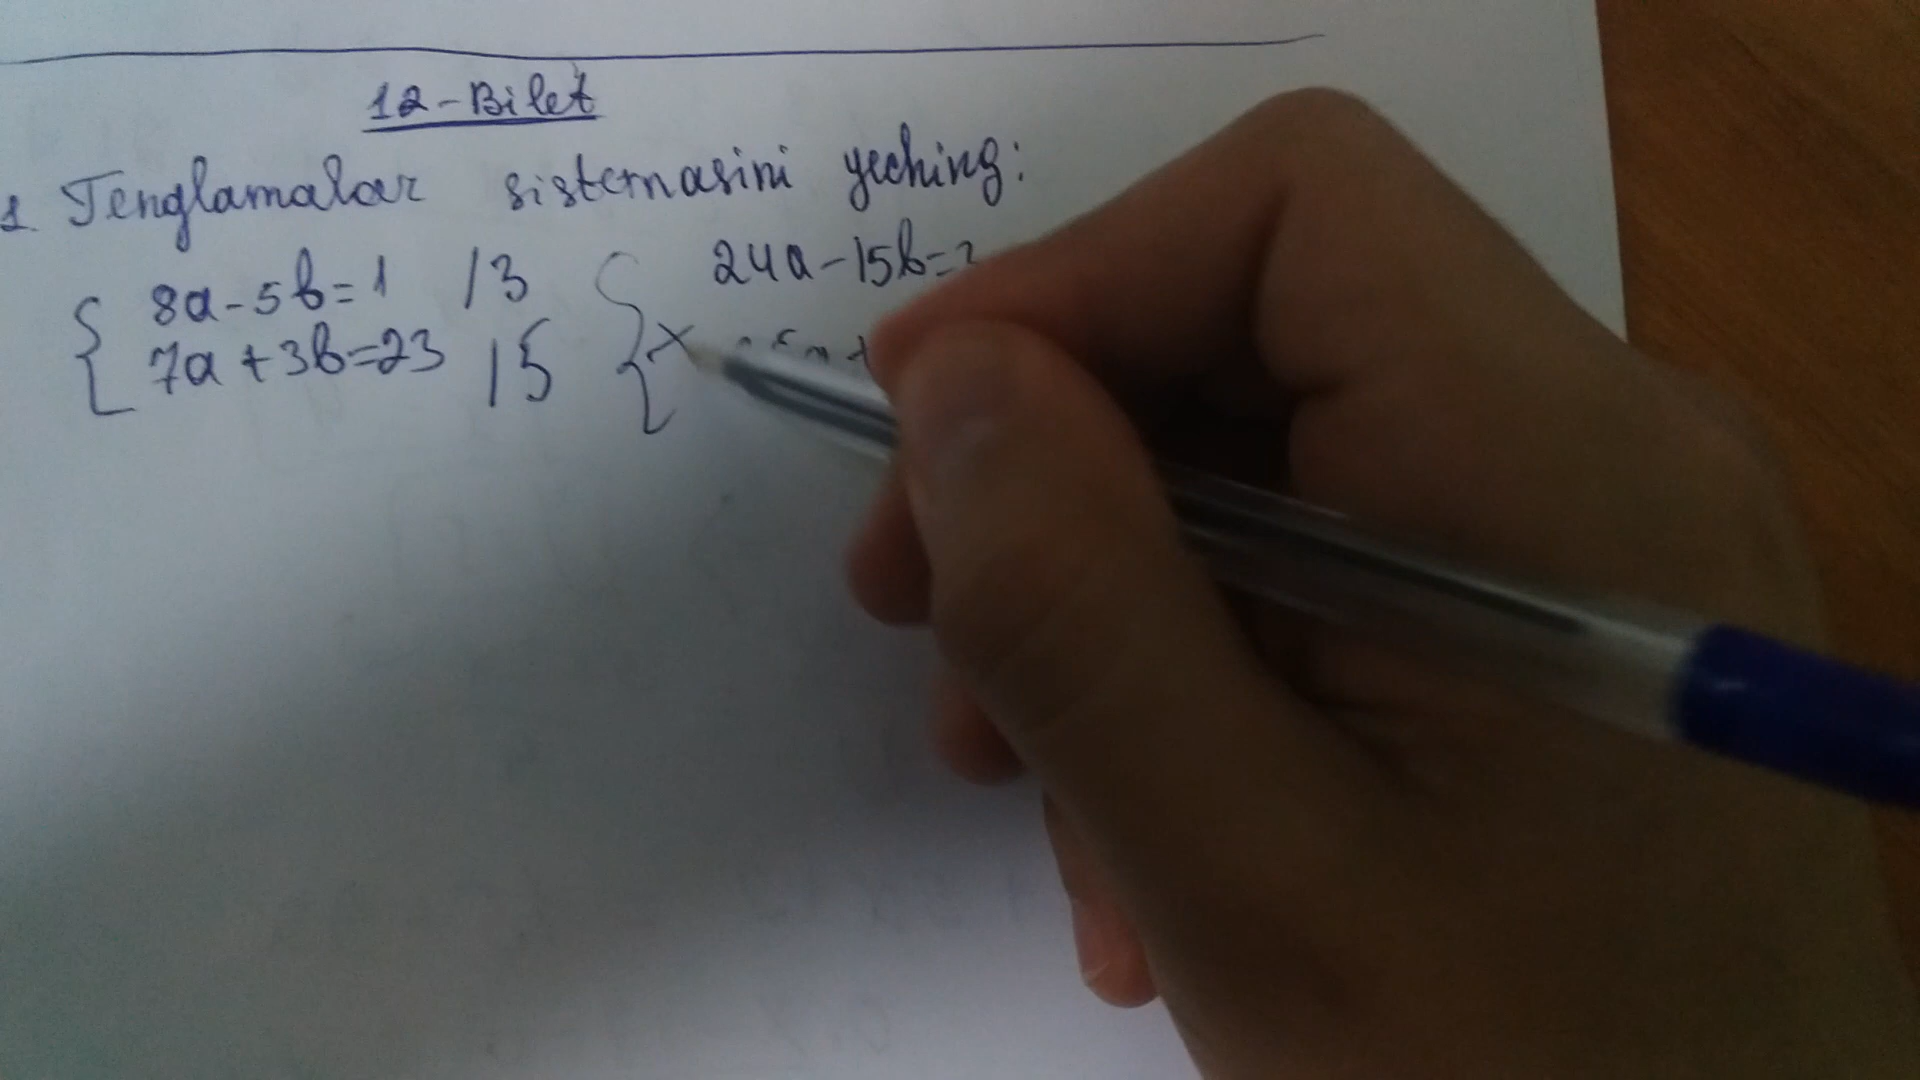 12-Bilet
1. Tenglamalar sistemasini yeching:
8a-5b=1 /3
7a+3b=23 /5
24a-15b=